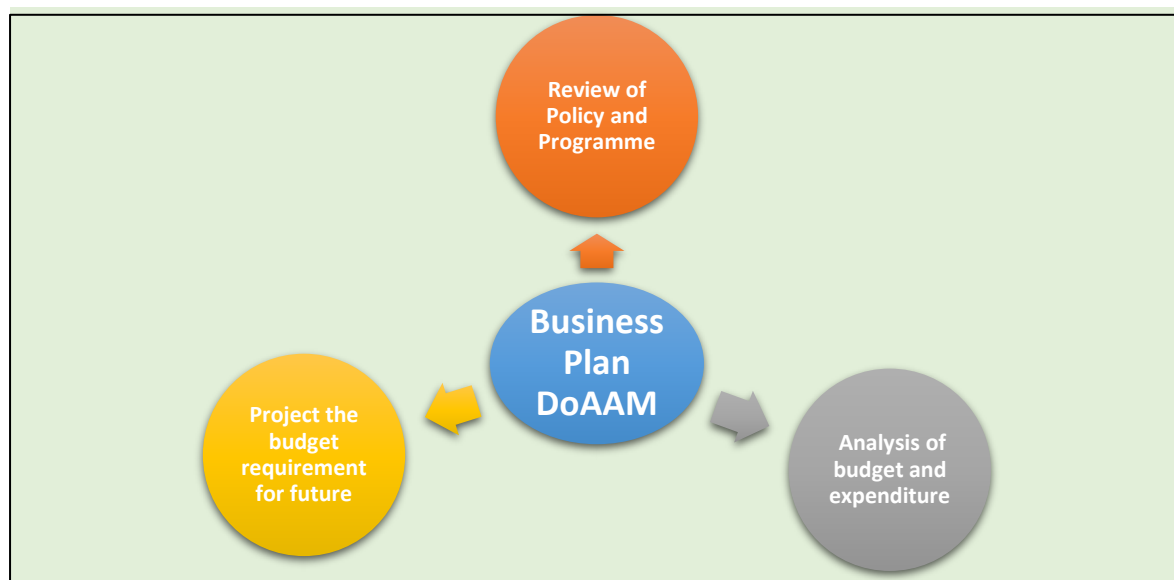 Review of
Policy and
Programme
Business
Plan
DoAAM
Project the
budget
requirement
for future
Analysis of
budget and
expenditure